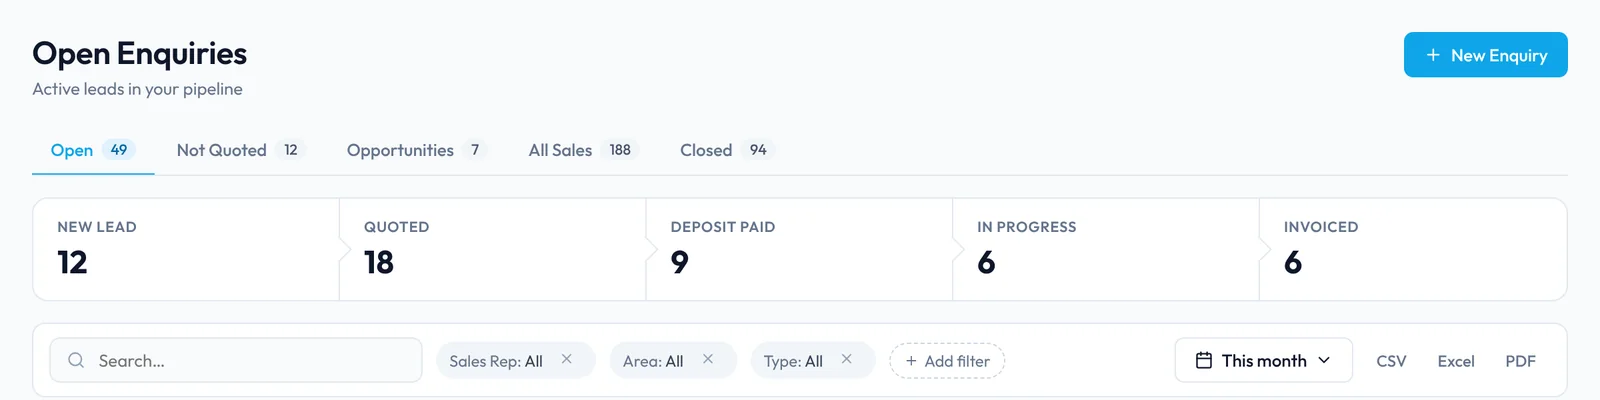 Open Enquiries
+ New Enquiry
Active leads in your pipeline
Open 49 Not Quoted 12 Opportunities 7 All Sales 188 Closed 94
NEW LEAD QUOTED DEPOSIT PAID IN PROGRESS INVOICED
12 18 9 6 6
Search... Sales Rep: All × Area: All × Type: All × + Add filter This month CSV Excel PDF